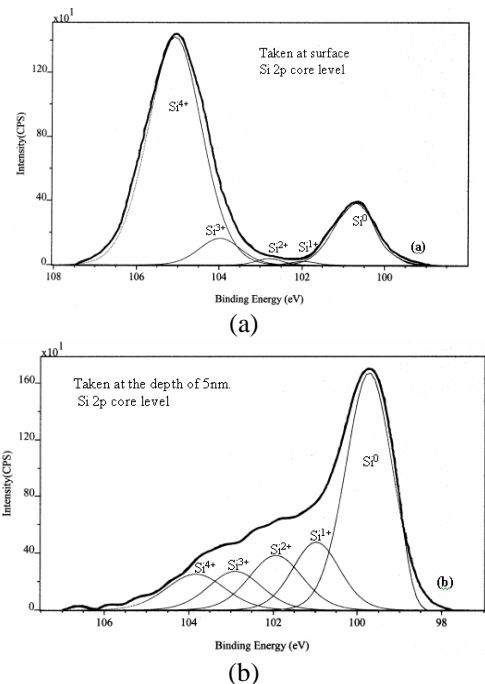 x10¹
Taken at surface
Si 2p core level
120
80
40
0
Intensity(CPS)
Si⁴⁺
Si³⁺
Si²⁺
Si¹⁺
Si⁰
(a)
108
106
104
102
100
Binding Energy (eV)
(a)
x10¹
Taken at the depth of 5nm.
Si 2p core level
160
120
80
40
0
Intensity(CPS)
Si⁰
Si⁴⁺
Si³⁺
Si²⁺
Si¹⁺
(b)
106
104
102
100
98
Binding Energy (eV)
(b)